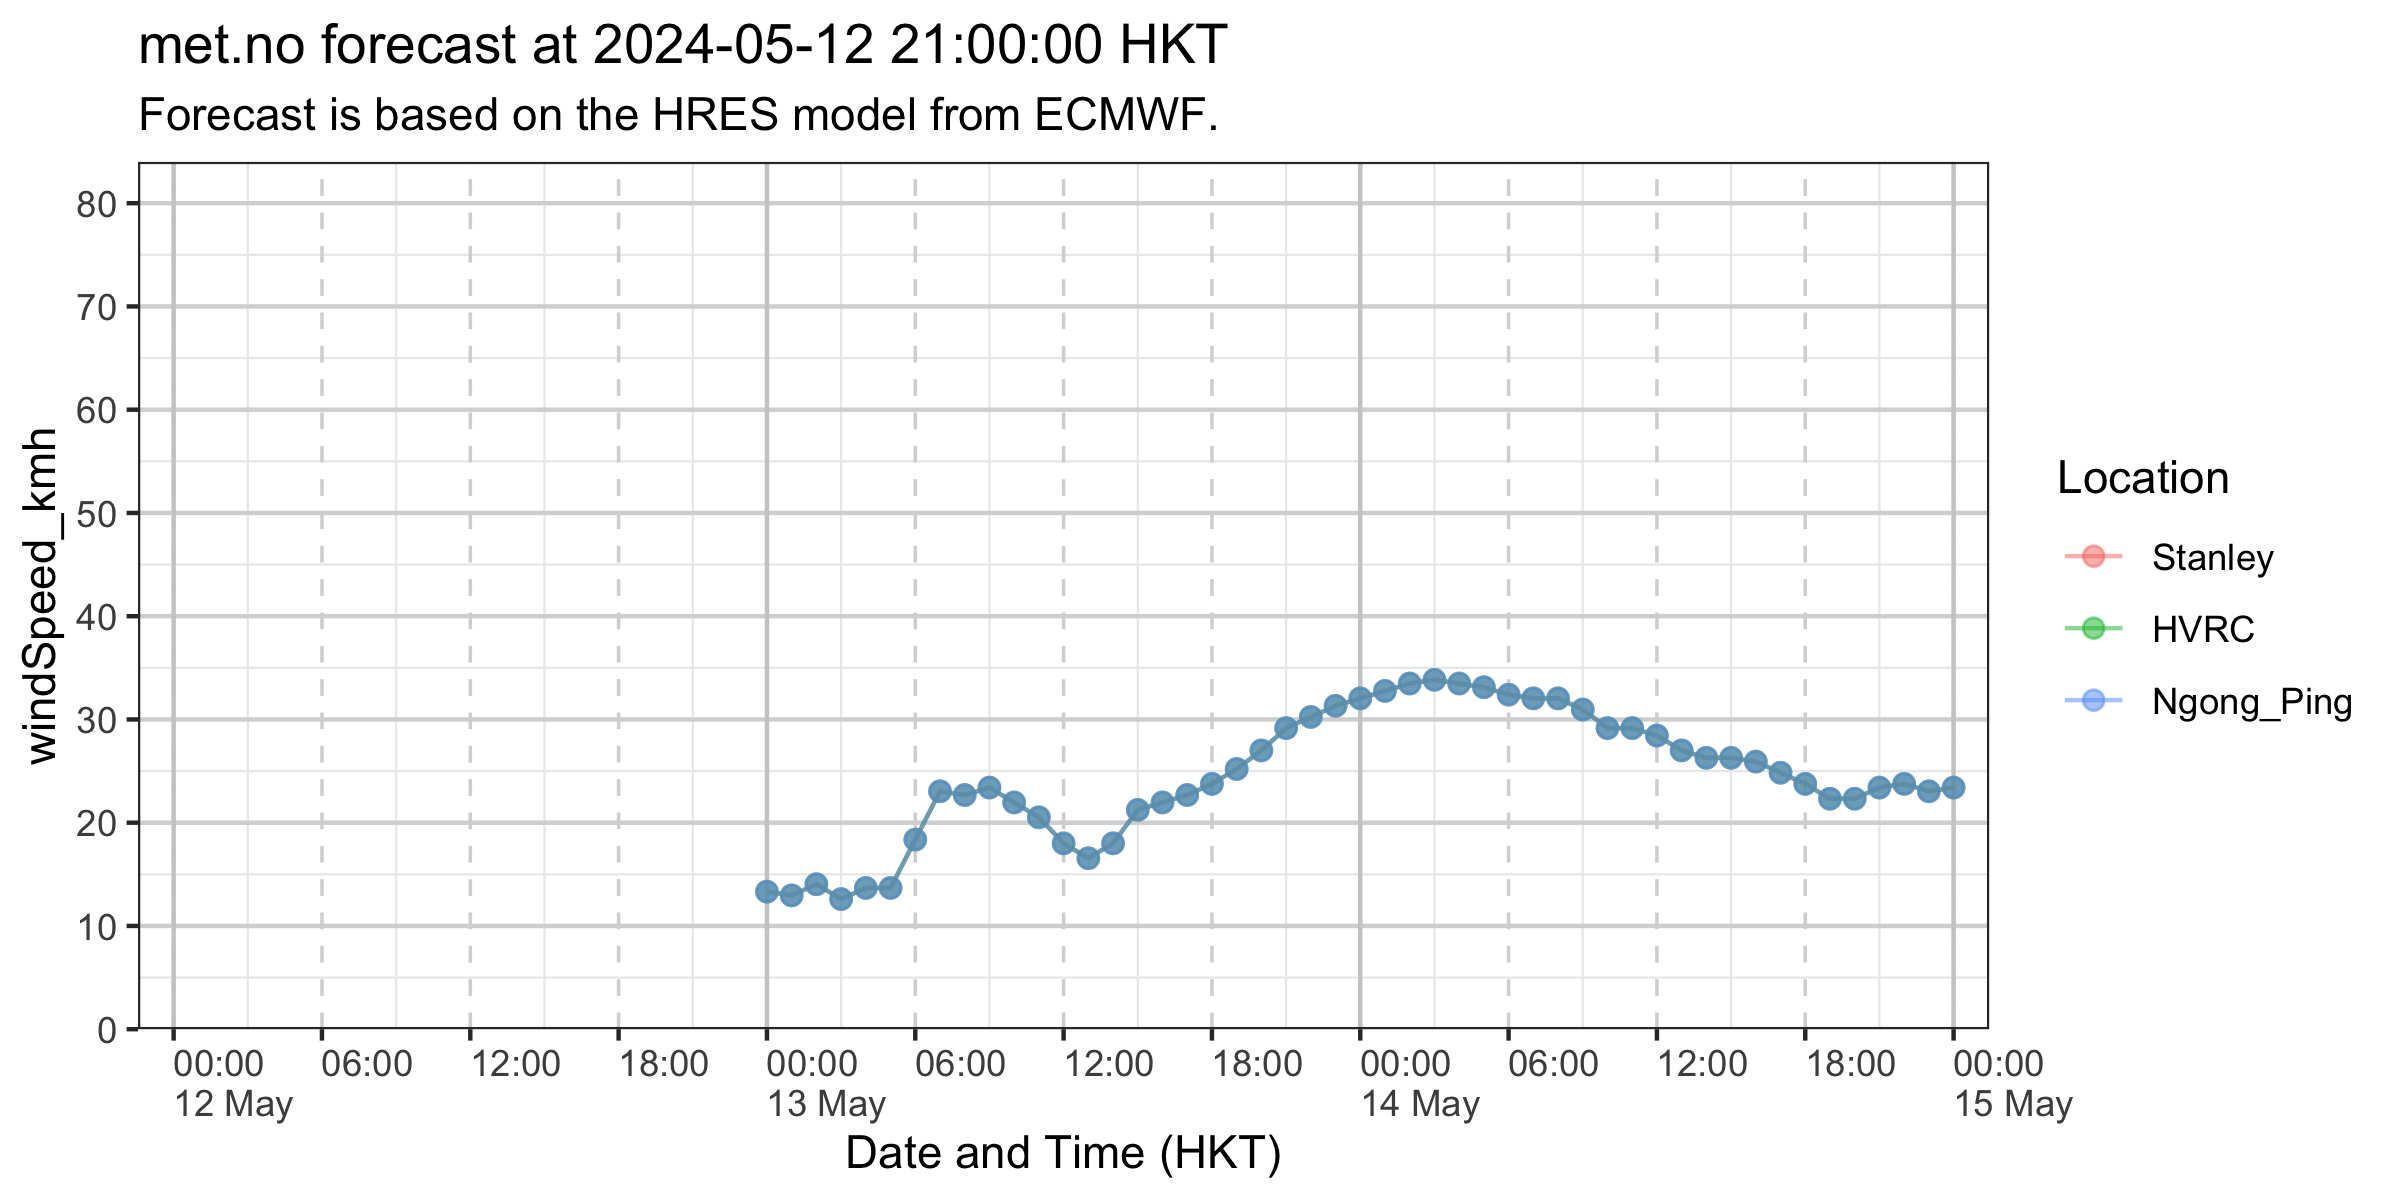 met.no forecast at 2024-05-12 21:00:00 HKT
Forecast is based on the HRES model from ECMWF.
windSpeed_kmh
80
70
60
50
40
30
20
10
0
00:00 06:00 12:00 18:00 00:00 06:00 12:00 18:00 00:00 06:00 12:00 18:00 00:00
12 May 13 May 14 May 15 May
Date and Time (HKT)
Location
Stanley
HVRC
Ngong_Ping